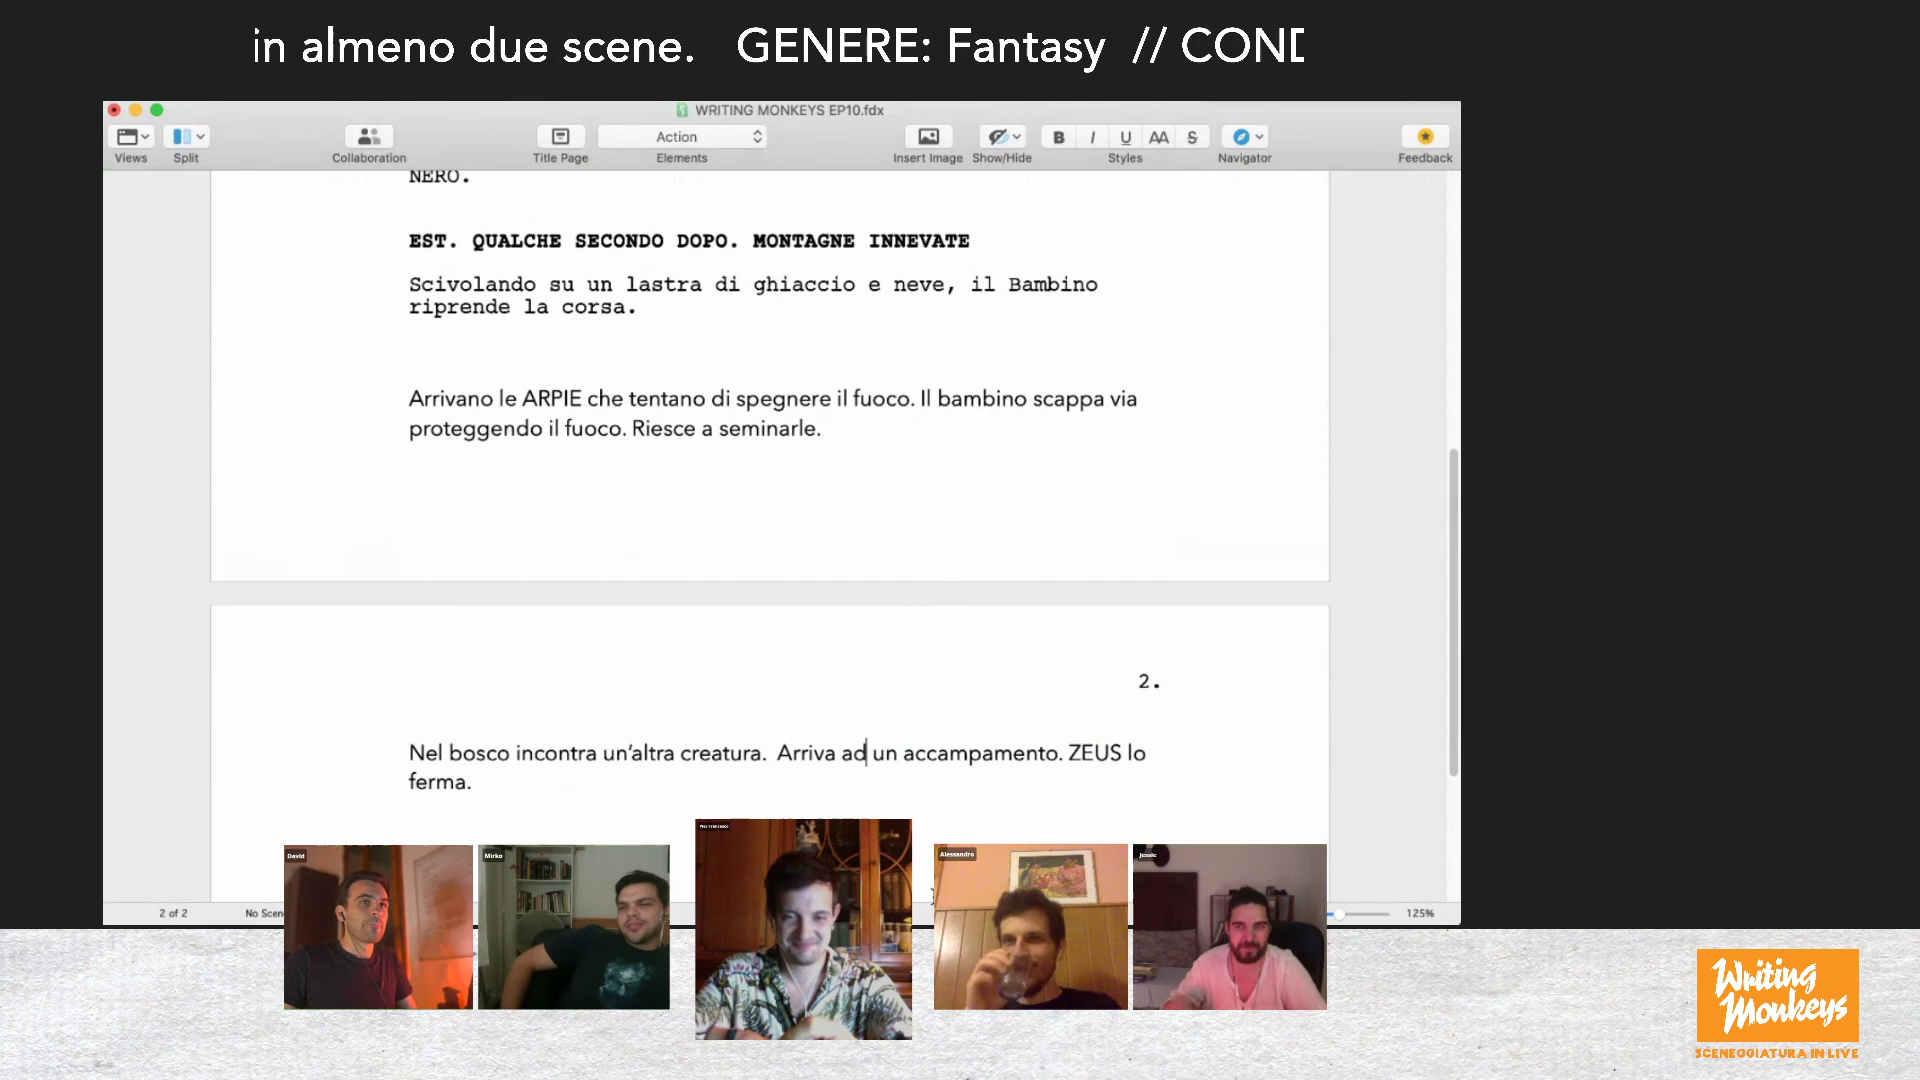 in almeno due scene. GENERE: Fantasy // CONI
WRITING MONKEYS EP10.fdx
Action
B I U AA S
Views Split Collaboration Title Page Elements Insert Image Show/Hide Styles Navigator Feedback
NERO.
EST. QUALCHE SECONDO DOPO. MONTAGNE INNEVATE
Scivolando su un lastra di ghiaccio e neve, il Bambino
riprende la corsa.
Arrivano le ARPIE che tentano di spegnere il fuoco. Il bambino scappa via
proteggendo il fuoco. Riesce a seminarle.
2.
Nel bosco incontra un'altra creatura. Arriva ad un accampamento. ZEUS lo
ferma.
David
Mirko
Pier Francesco
Alessandro
Jessie
2 of 2 No Scen 125%
Writing
Monkeys
SCENEGGIATURA IN LIVE